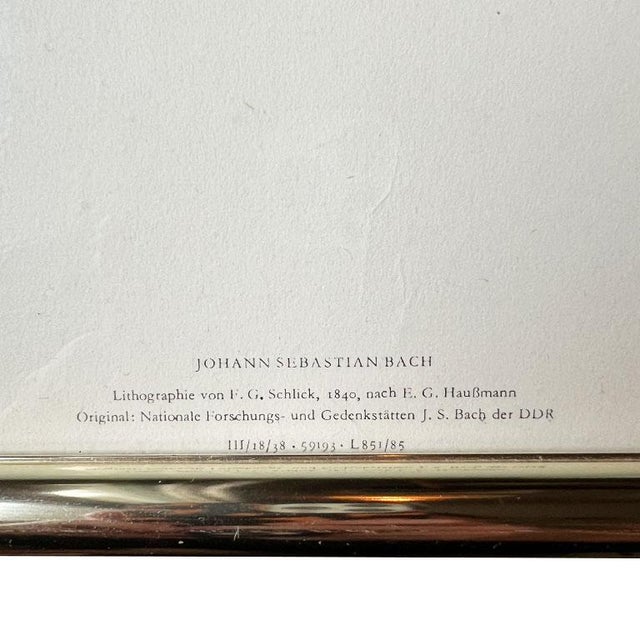 JOHANN SEBASTIAN BACH
Lithographie von F. G. Schlick, 1840, nach E. G. Haußmann
Original: Nationale Forschungs- und Gedenkstätten J. S. Bach der DDR
III/18/38 · 59193 · L 851/85